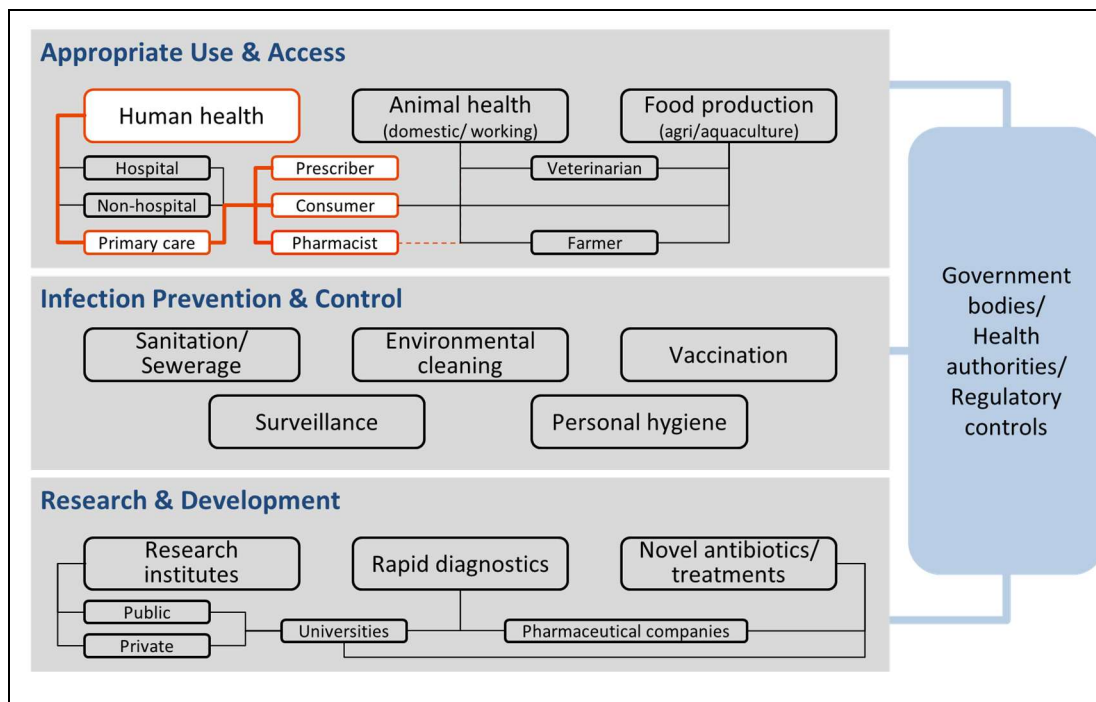 Appropriate Use & Access
Human health
Animal health
(domestic/ working)
Food production
(agri/aquaculture)
Hospital
Prescriber
Veterinarian
Non-hospital
Consumer
Primary care
Pharmacist
Farmer
Infection Prevention & Control
Sanitation/
Sewerage
Environmental
cleaning
Vaccination
Surveillance
Personal hygiene
Research & Development
Research
institutes
Rapid diagnostics
Novel antibiotics/
treatments
Public
Private
Universities
Pharmaceutical companies
Government
bodies/
Health
authorities/
Regulatory
controls